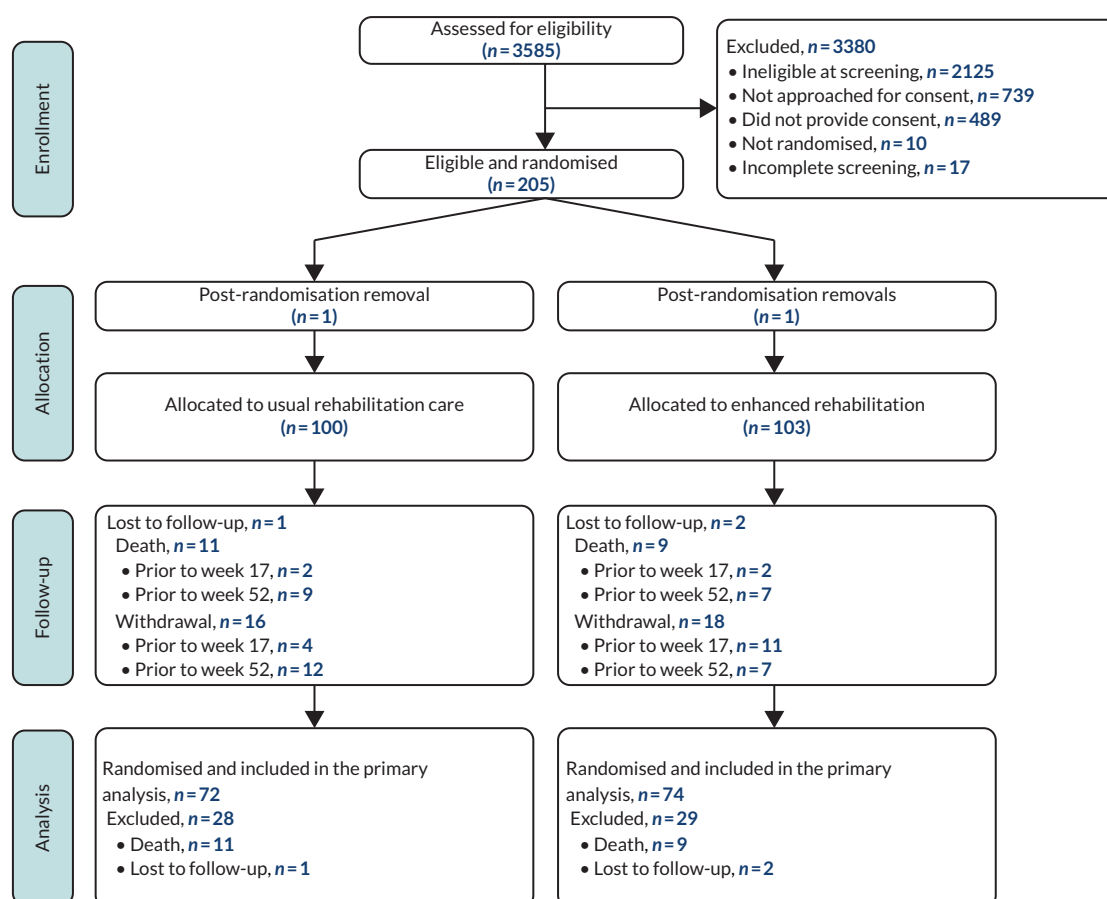 Enrollment
Assessed for eligibility
(n=3585)
Excluded, n=3380
• Ineligible at screening, n=2125
• Not approached for consent, n=739
• Did not provide consent, n=489
• Not randomised, n=10
• Incomplete screening, n=17
Eligible and randomised
(n=205)
Allocation
Post-randomisation removal
(n=1)
Post-randomisation removals
(n=1)
Allocated to usual rehabilitation care
(n=100)
Allocated to enhanced rehabilitation
(n=103)
Follow-up
Lost to follow-up, n=1
Death, n=11
• Prior to week 17, n=2
• Prior to week 52, n=9
Withdrawal, n=16
• Prior to week 17, n=4
• Prior to week 52, n=12
Lost to follow-up, n=2
Death, n=9
• Prior to week 17, n=2
• Prior to week 52, n=7
Withdrawal, n=18
• Prior to week 17, n=11
• Prior to week 52, n=7
Analysis
Randomised and included in the primary
analysis, n=72
Excluded, n=28
• Death, n=11
• Lost to follow-up, n=1
Randomised and included in the primary
analysis, n=74
Excluded, n=29
• Death, n=9
• Lost to follow-up, n=2